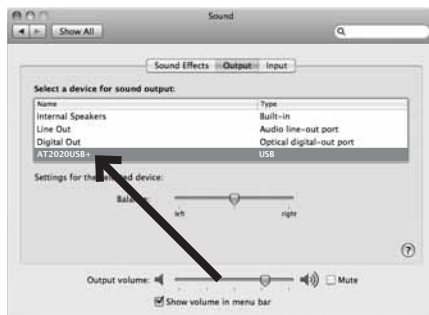 Sound
Show All
Sound Effects Output Input
Select a device for sound output:
Name Type
Internal Speakers Built-in
Line Out Audio line-out port
Digital Out Optical digital-out port
AT2020USB+ USB
Settings for the selected device:
Balance:
left right
?
Output volume: Mute
Show volume in menu bar